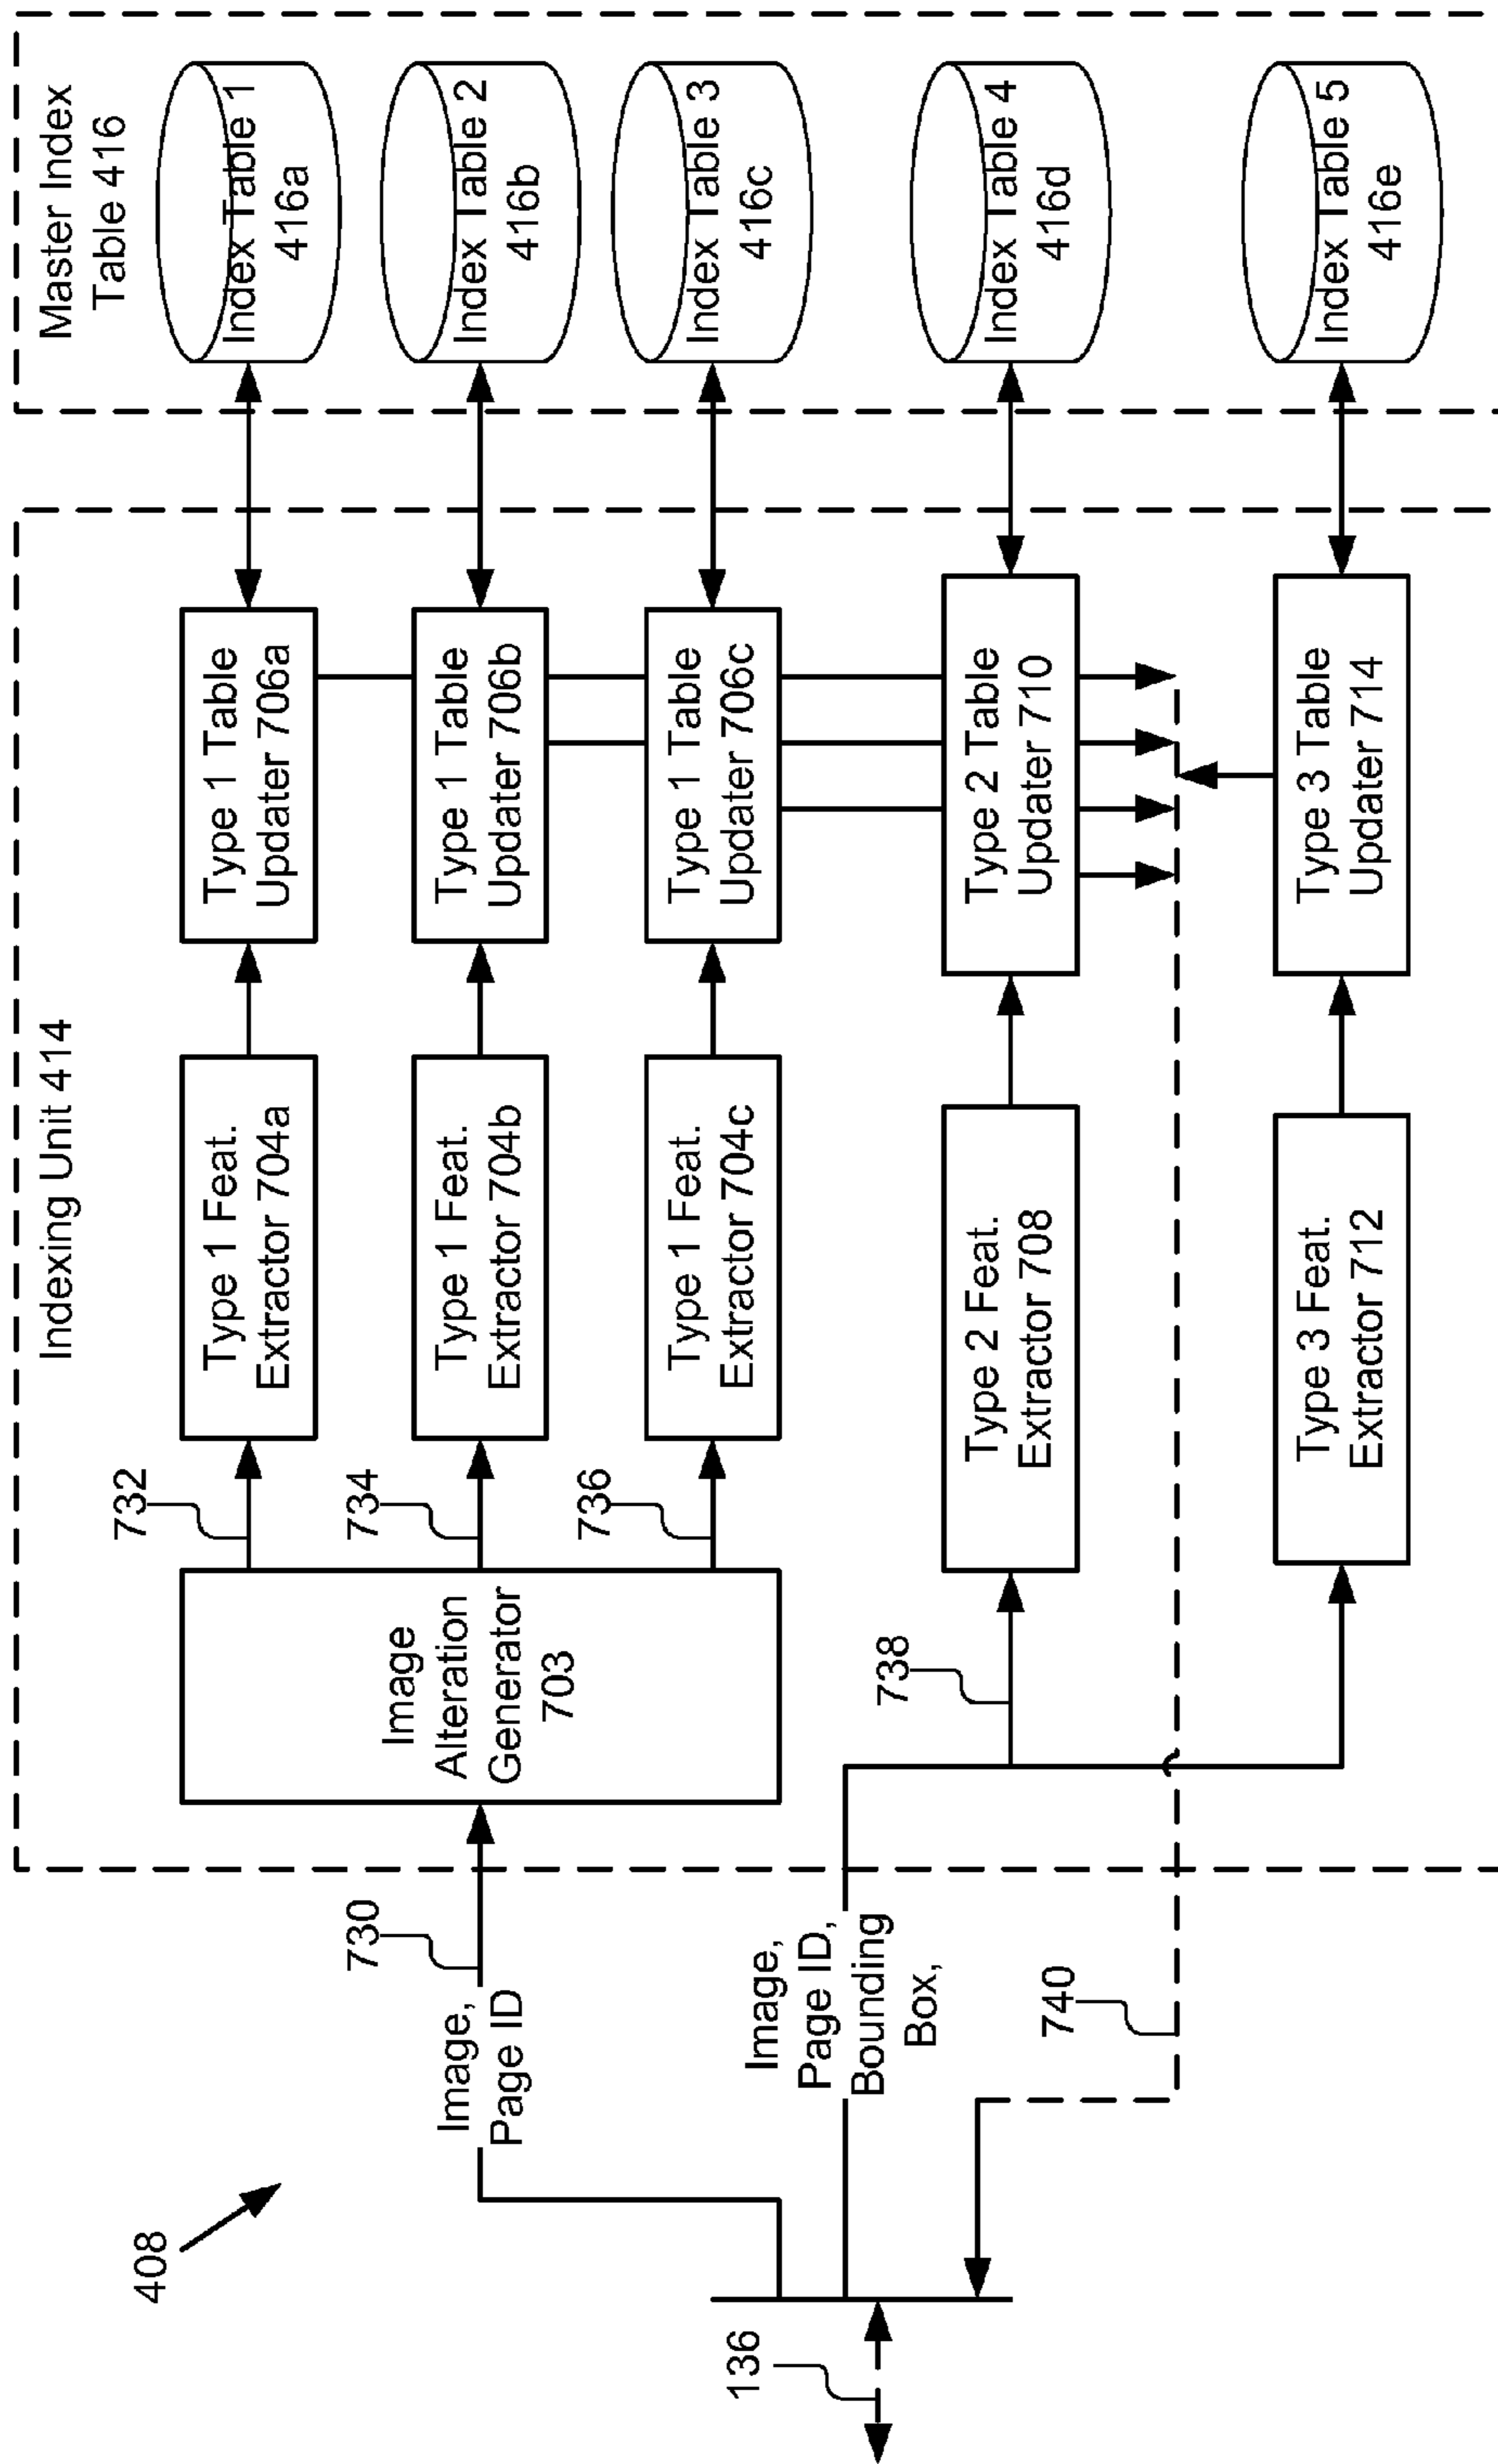 408
136
Image,
Page ID
730
Image,
Page ID,
Bounding
Box,
740
Indexing Unit 414
Image
Alteration
Generator
703
732
734
736
738
Type 1 Feat.
Extractor 704a
Type 1 Feat.
Extractor 704b
Type 1 Feat.
Extractor 704c
Type 2 Feat.
Extractor 708
Type 3 Feat.
Extractor 712
Type 1 Table
Updater 706a
Type 1 Table
Updater 706b
Type 1 Table
Updater 706c
Type 2 Table
Updater 710
Type 3 Table
Updater 714
Master Index
Table 416
Index Table 1
416a
Index Table 2
416b
Index Table 3
416c
Index Table 4
416d
Index Table 5
416e